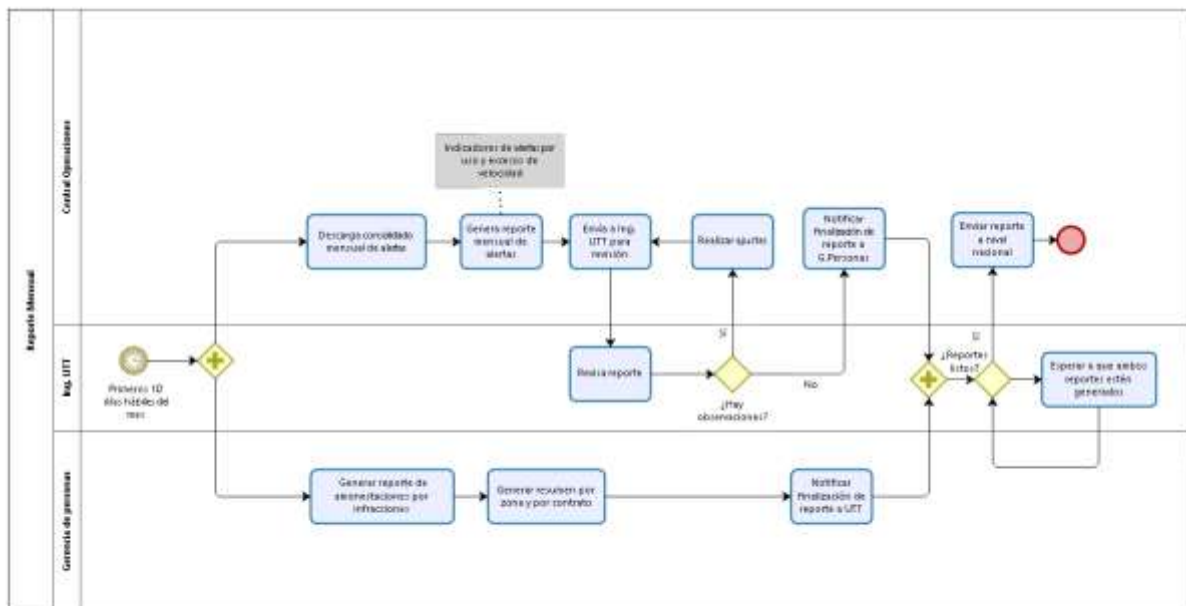 Reporte Mensual
Central Operaciones
Indicadores de alertas por
uso y exceso de
velocidad
Descarga consolidado
mensual de alertas
Genera reporte
mensual de
alertas
Envía a Ing.
UTT para
revisión
Realizar ajustes
Notificar
finalización de
reporte a
G.Personas
Enviar reporte
a nivel
nacional
Ing. UTT
Primeros 10
días hábiles del
mes
Revisa reporte
Sí
¿Hay
observaciones?
No
¿Reportes
listos?
Sí
Esperar a que ambos
reportes estén
generados
Gerencia de personas
Generar reporte de
amonestaciones por
infracciones
Generar resumen por
zona y por contrato
Notificar
finalización de
reporte a UTT